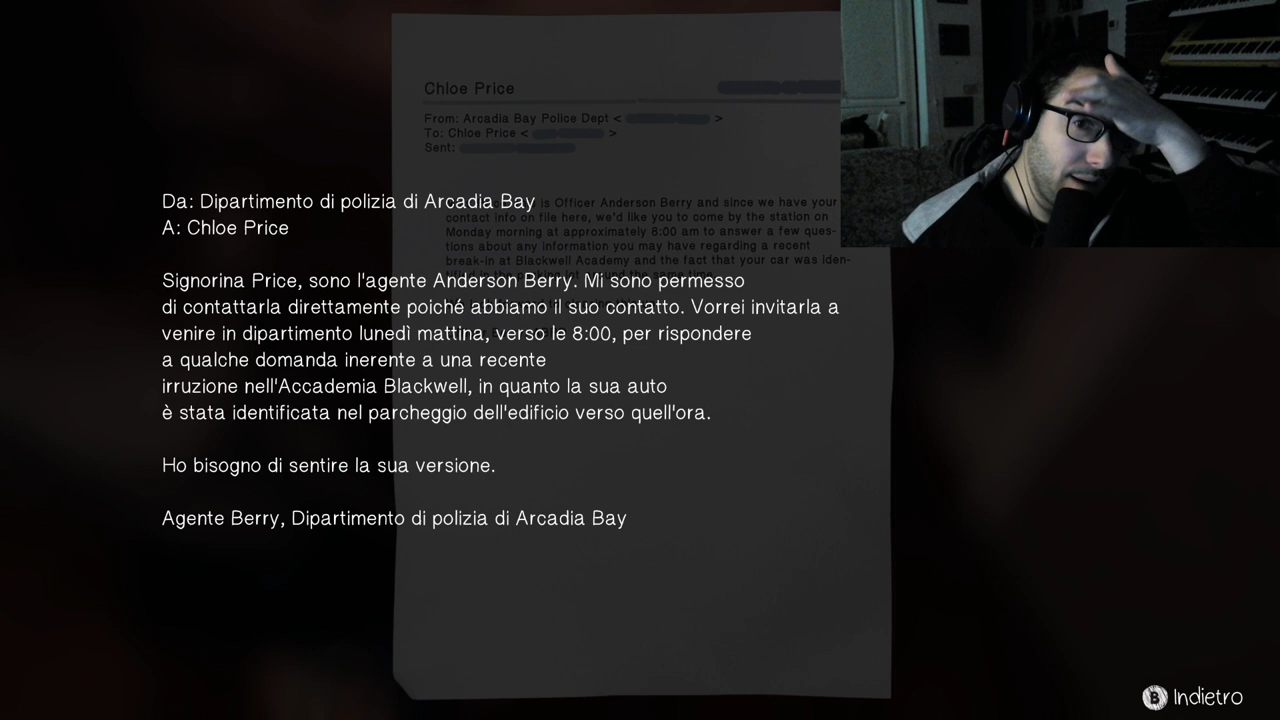 Chloe Price
From: Arcadia Bay Police Dept < >
To: Chloe Price < >
Sent:
is Officer Anderson Berry and since we have your
contact info on file here, we'd like you to come by the station on
Monday morning at approximately 8:00 am to answer a few ques-
tions about any information you may have regarding a recent
break-in at Blackwell Academy and the fact that your car was iden-
Da: Dipartimento di polizia di Arcadia Bay
A: Chloe Price
Signorina Price, sono l'agente Anderson Berry. Mi sono permesso
di contattarla direttamente poiché abbiamo il suo contatto. Vorrei invitarla a
venire in dipartimento lunedì mattina, verso le 8:00, per rispondere
a qualche domanda inerente a una recente
irruzione nell'Accademia Blackwell, in quanto la sua auto
è stata identificata nel parcheggio dell'edificio verso quell'ora.
Ho bisogno di sentire la sua versione.
Agente Berry, Dipartimento di polizia di Arcadia Bay
B Indietro